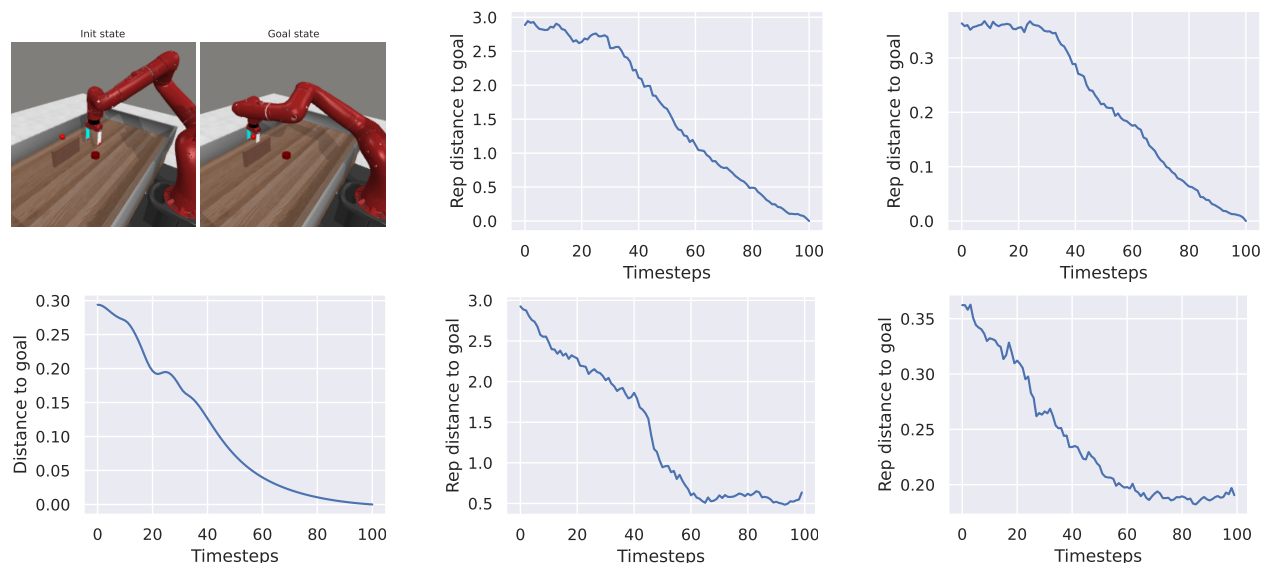 Init state
Goal state
3.0
2.5
2.0
1.5
1.0
0.5
0.0
0 20 40 60 80 100
Rep distance to goal
Timesteps
0.3
0.2
0.1
0.0
0 20 40 60 80 100
Rep distance to goal
Timesteps
0.30
0.25
0.20
0.15
0.10
0.05
0.00
0 20 40 60 80 100
Distance to goal
Timesteps
3.0
2.5
2.0
1.5
1.0
0.5
0 20 40 60 80 100
Rep distance to goal
Timesteps
0.35
0.30
0.25
0.20
0 20 40 60 80 100
Rep distance to goal
Timesteps